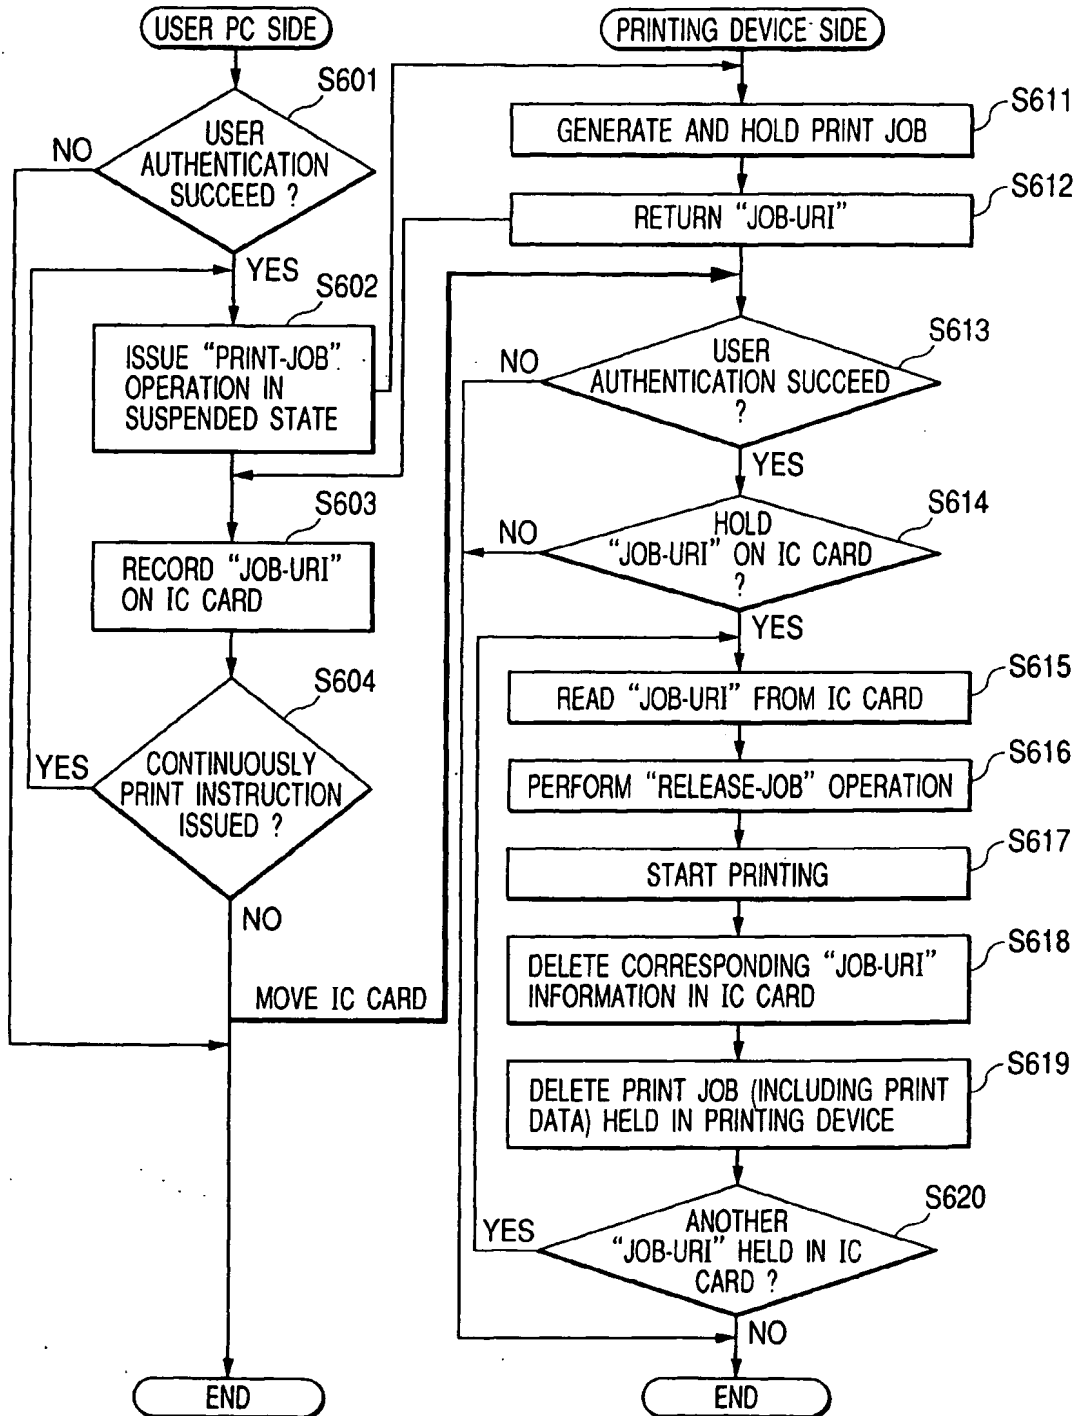 USER PC SIDE
S601
USER
AUTHENTICATION
SUCCEED ?
NO
YES
S602
ISSUE “PRINT-JOB”
OPERATION IN
SUSPENDED STATE
S603
RECORD “JOB-URI”
ON IC CARD
S604
CONTINUOUSLY
PRINT INSTRUCTION
ISSUED ?
YES
NO
MOVE IC CARD
END
PRINTING DEVICE SIDE
S611
GENERATE AND HOLD PRINT JOB
S612
RETURN “JOB-URI”
S613
USER
AUTHENTICATION SUCCEED
?
NO
YES
S614
HOLD
“JOB-URI” ON IC CARD
?
NO
YES
S615
READ “JOB-URI” FROM IC CARD
S616
PERFORM “RELEASE-JOB” OPERATION
S617
START PRINTING
S618
DELETE CORRESPONDING “JOB-URI”
INFORMATION IN IC CARD
S619
DELETE PRINT JOB (INCLUDING PRINT
DATA) HELD IN PRINTING DEVICE
S620
ANOTHER
“JOB-URI” HELD IN IC
CARD ?
YES
NO
END